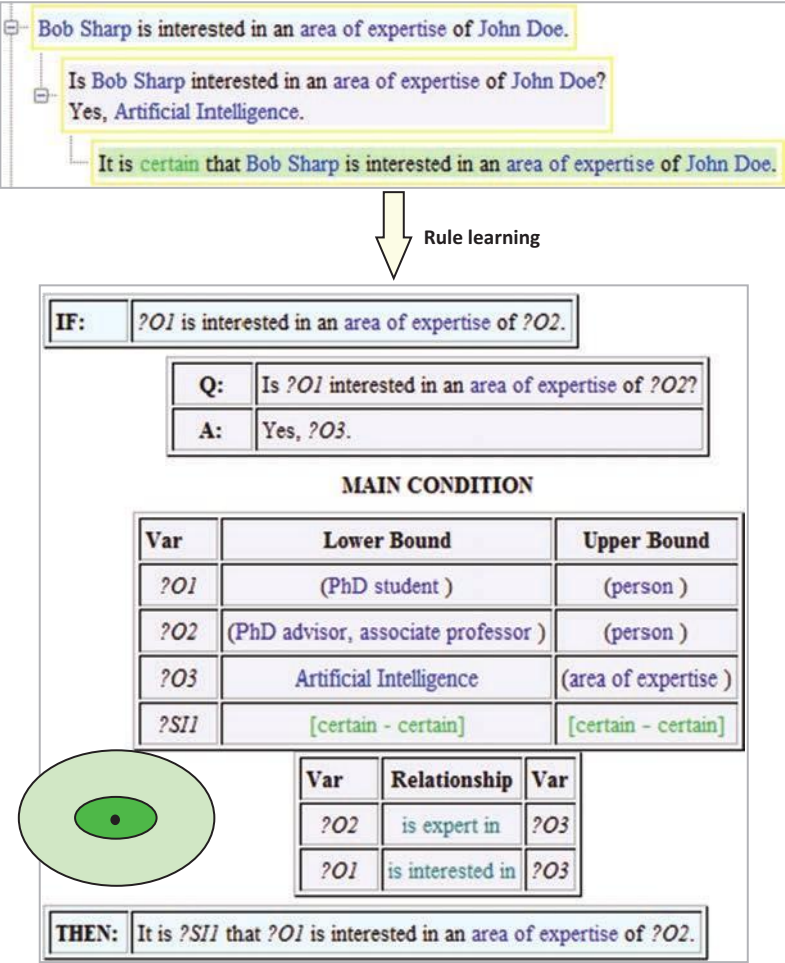 Bob Sharp is interested in an area of expertise of John Doe.
Is Bob Sharp interested in an area of expertise of John Doe?
Yes, Artificial Intelligence.
It is certain that Bob Sharp is interested in an area of expertise of John Doe.
Rule learning
IF: ?O1 is interested in an area of expertise of ?O2.
Q: Is ?O1 interested in an area of expertise of ?O2?
A: Yes, ?O3.
MAIN CONDITION
Var Lower Bound Upper Bound
?O1 (PhD student ) (person )
?O2 (PhD advisor, associate professor ) (person )
?O3 Artificial Intelligence (area of expertise )
?SI1 [certain - certain] [certain - certain]
Var Relationship Var
?O2 is expert in ?O3
?O1 is interested in ?O3
THEN: It is ?SI1 that ?O1 is interested in an area of expertise of ?O2.